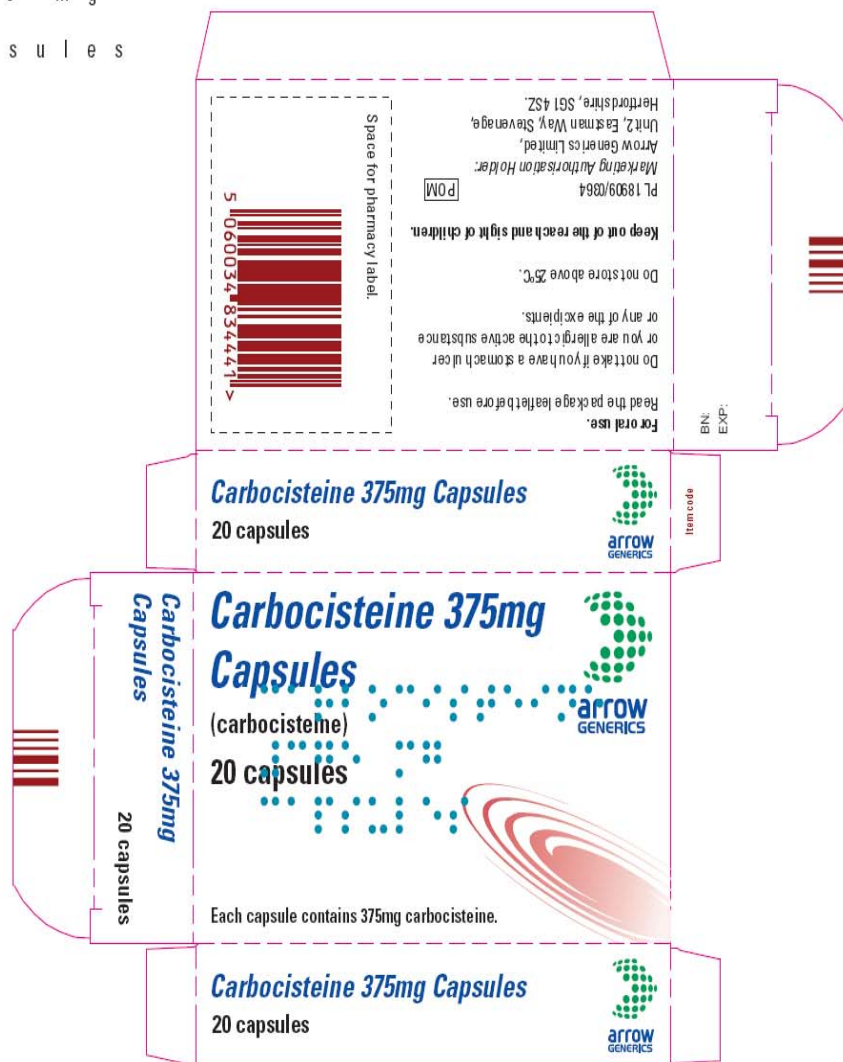 s u l e s
Hertfordshire, SG1 4SZ.
Unit 2, Eastman Way, Stevenage,
Arrow Generics Limited,
Marketing Authorisation Holder:
PL 18909/0364
POM
Keep out of the reach and sight of children.
Do not store above 25°C.
or any of the excipients.
or you are allergic to the active substance
Do not take if you have a stomach ulcer
Read the package leaflet before use.
For oral use.
Space for pharmacy label.
5 060034 834441 >
BN:
EXP:
Carbocisteine 375mg Capsules
20 capsules
arrow
GENERICS
Item code
Carbocisteine 375mg
Capsules
20 capsules
Carbocisteine 375mg
Capsules
(carbocisteine)
20 capsules
arrow
GENERICS
Each capsule contains 375mg carbocisteine.
Carbocisteine 375mg Capsules
20 capsules
arrow
GENERICS